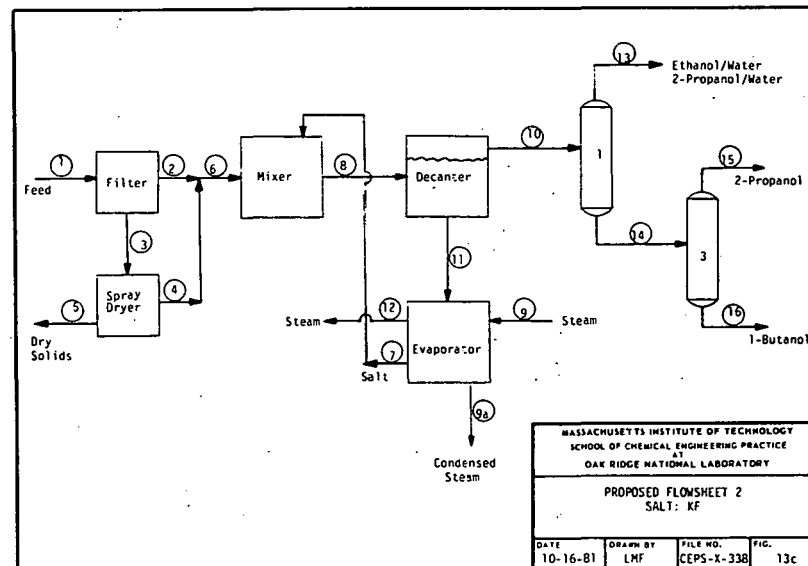 13
Ethanol/Water
2-Propanol/Water
1
Feed
Filter
2
6
Mixer
8
Decanter
10
1
15
2-Propanol
3
14
3
11
5
Spray
Dryer
4
12
9
Steam
Steam
Evaporator
16
1-Butanol
Dry
Solids
7
Salt
9a
Condensed
Steam
MASSACHUSETTS INSTITUTE OF TECHNOLOGY
SCHOOL OF CHEMICAL ENGINEERING PRACTICE
AT
OAK RIDGE NATIONAL LABORATORY
PROPOSED FLOWSHEET 2
SALT: KF
DATE DRAWN BY FILE NO. FIG.
10-16-81 LMF CEPS-X-338 13c